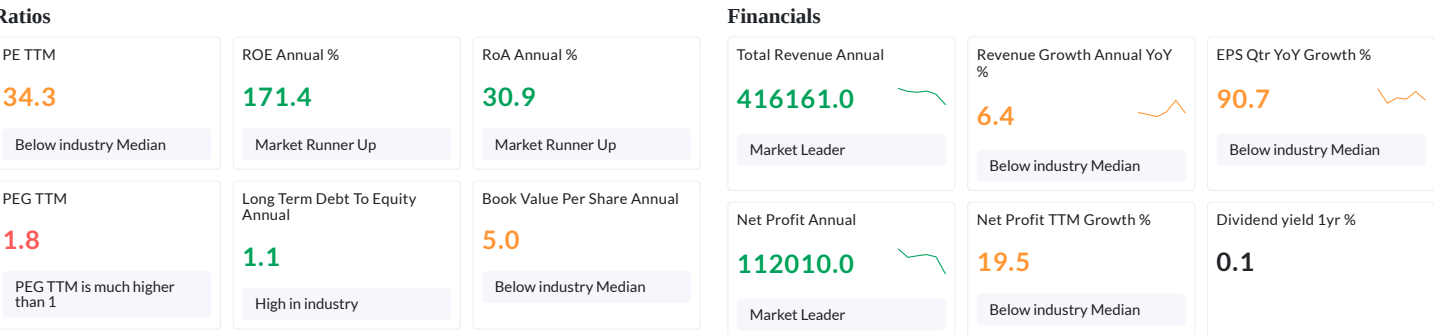 Ratios
PE TTM
34.3
Below industry Median
ROE Annual %
171.4
Market Runner Up
RoA Annual %
30.9
Market Runner Up
PEG TTM
1.8
PEG TTM is much higher
than 1
Long Term Debt To Equity
Annual
1.1
High in industry
Book Value Per Share Annual
5.0
Below industry Median
Financials
Total Revenue Annual
416161.0
Market Leader
Revenue Growth Annual YoY
%
6.4
Below industry Median
EPS Qtr YoY Growth %
90.7
Below industry Median
Net Profit Annual
112010.0
Market Leader
Net Profit TTM Growth %
19.5
Below industry Median
Dividend yield 1yr %
0.1